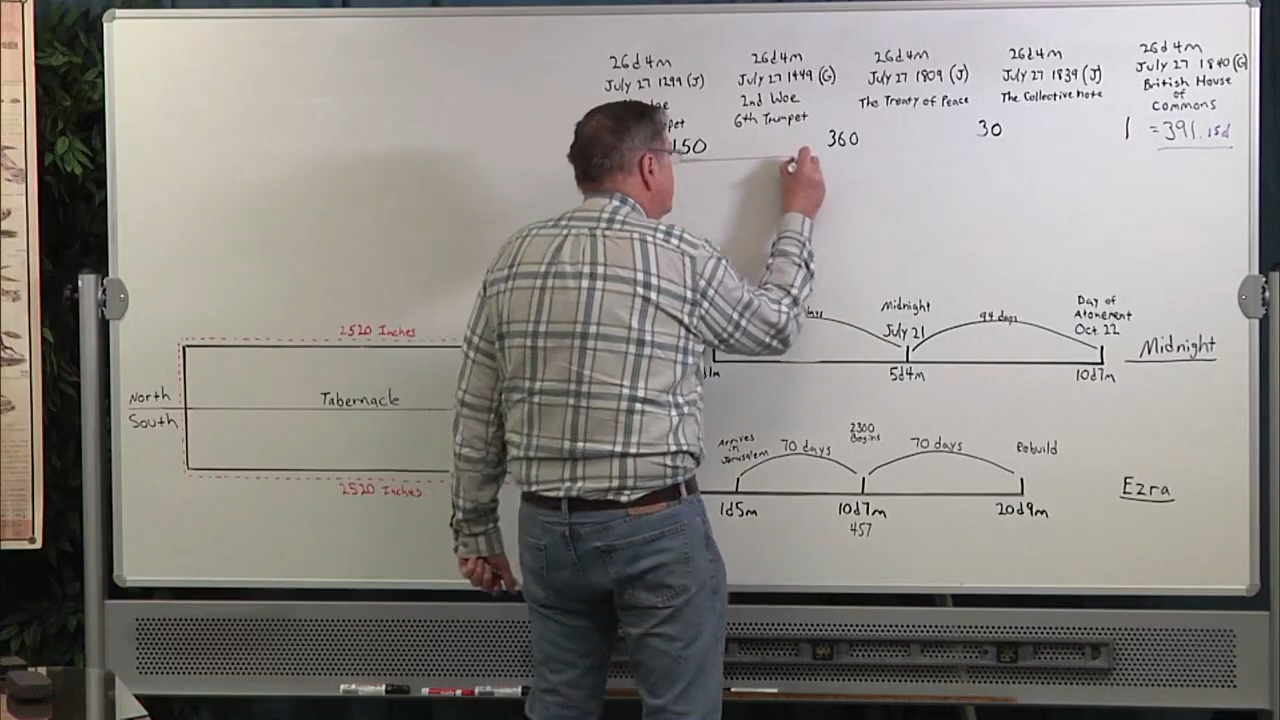 26d4m
July 27 1299 (J)
150
26d4m
July 27 1449 (G)
2nd Woe
6th Trumpet
360
26d4m
July 27 1809 (J)
The Treaty of Peace
30
26d4m
July 27 1839 (J)
The Collective Note
1
26d4m
July 27 1840 (G)
British House
of
Commons
= 391.15d
2520 Inches
North
South
Tabernacle
2520 Inches
Midnight
July 21
5d4m
94 days
Day of
Atonement
Oct. 22
10d7m
Midnight
Arrives
in
Jerusalem
1d5m
70 days
2300
Begins
10d7m
457
70 days
Rebuild
20d9m
Ezra